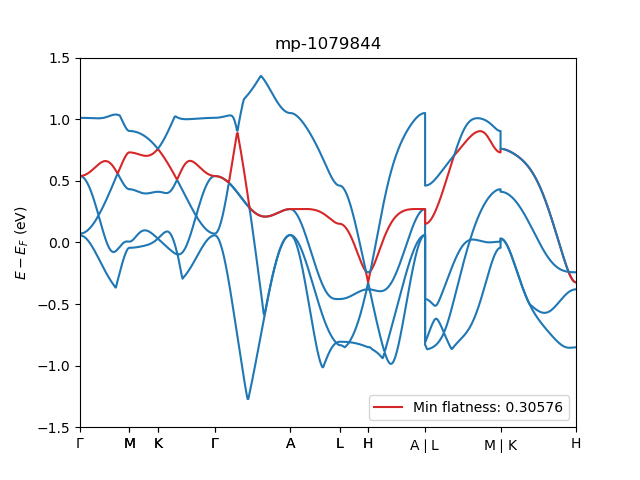 mp-1079844
E − E_F (eV)
1.5
1.0
0.5
0.0
−0.5
−1.0
−1.5
Min flatness: 0.30576
Γ M K Γ A L H A | L M | K H